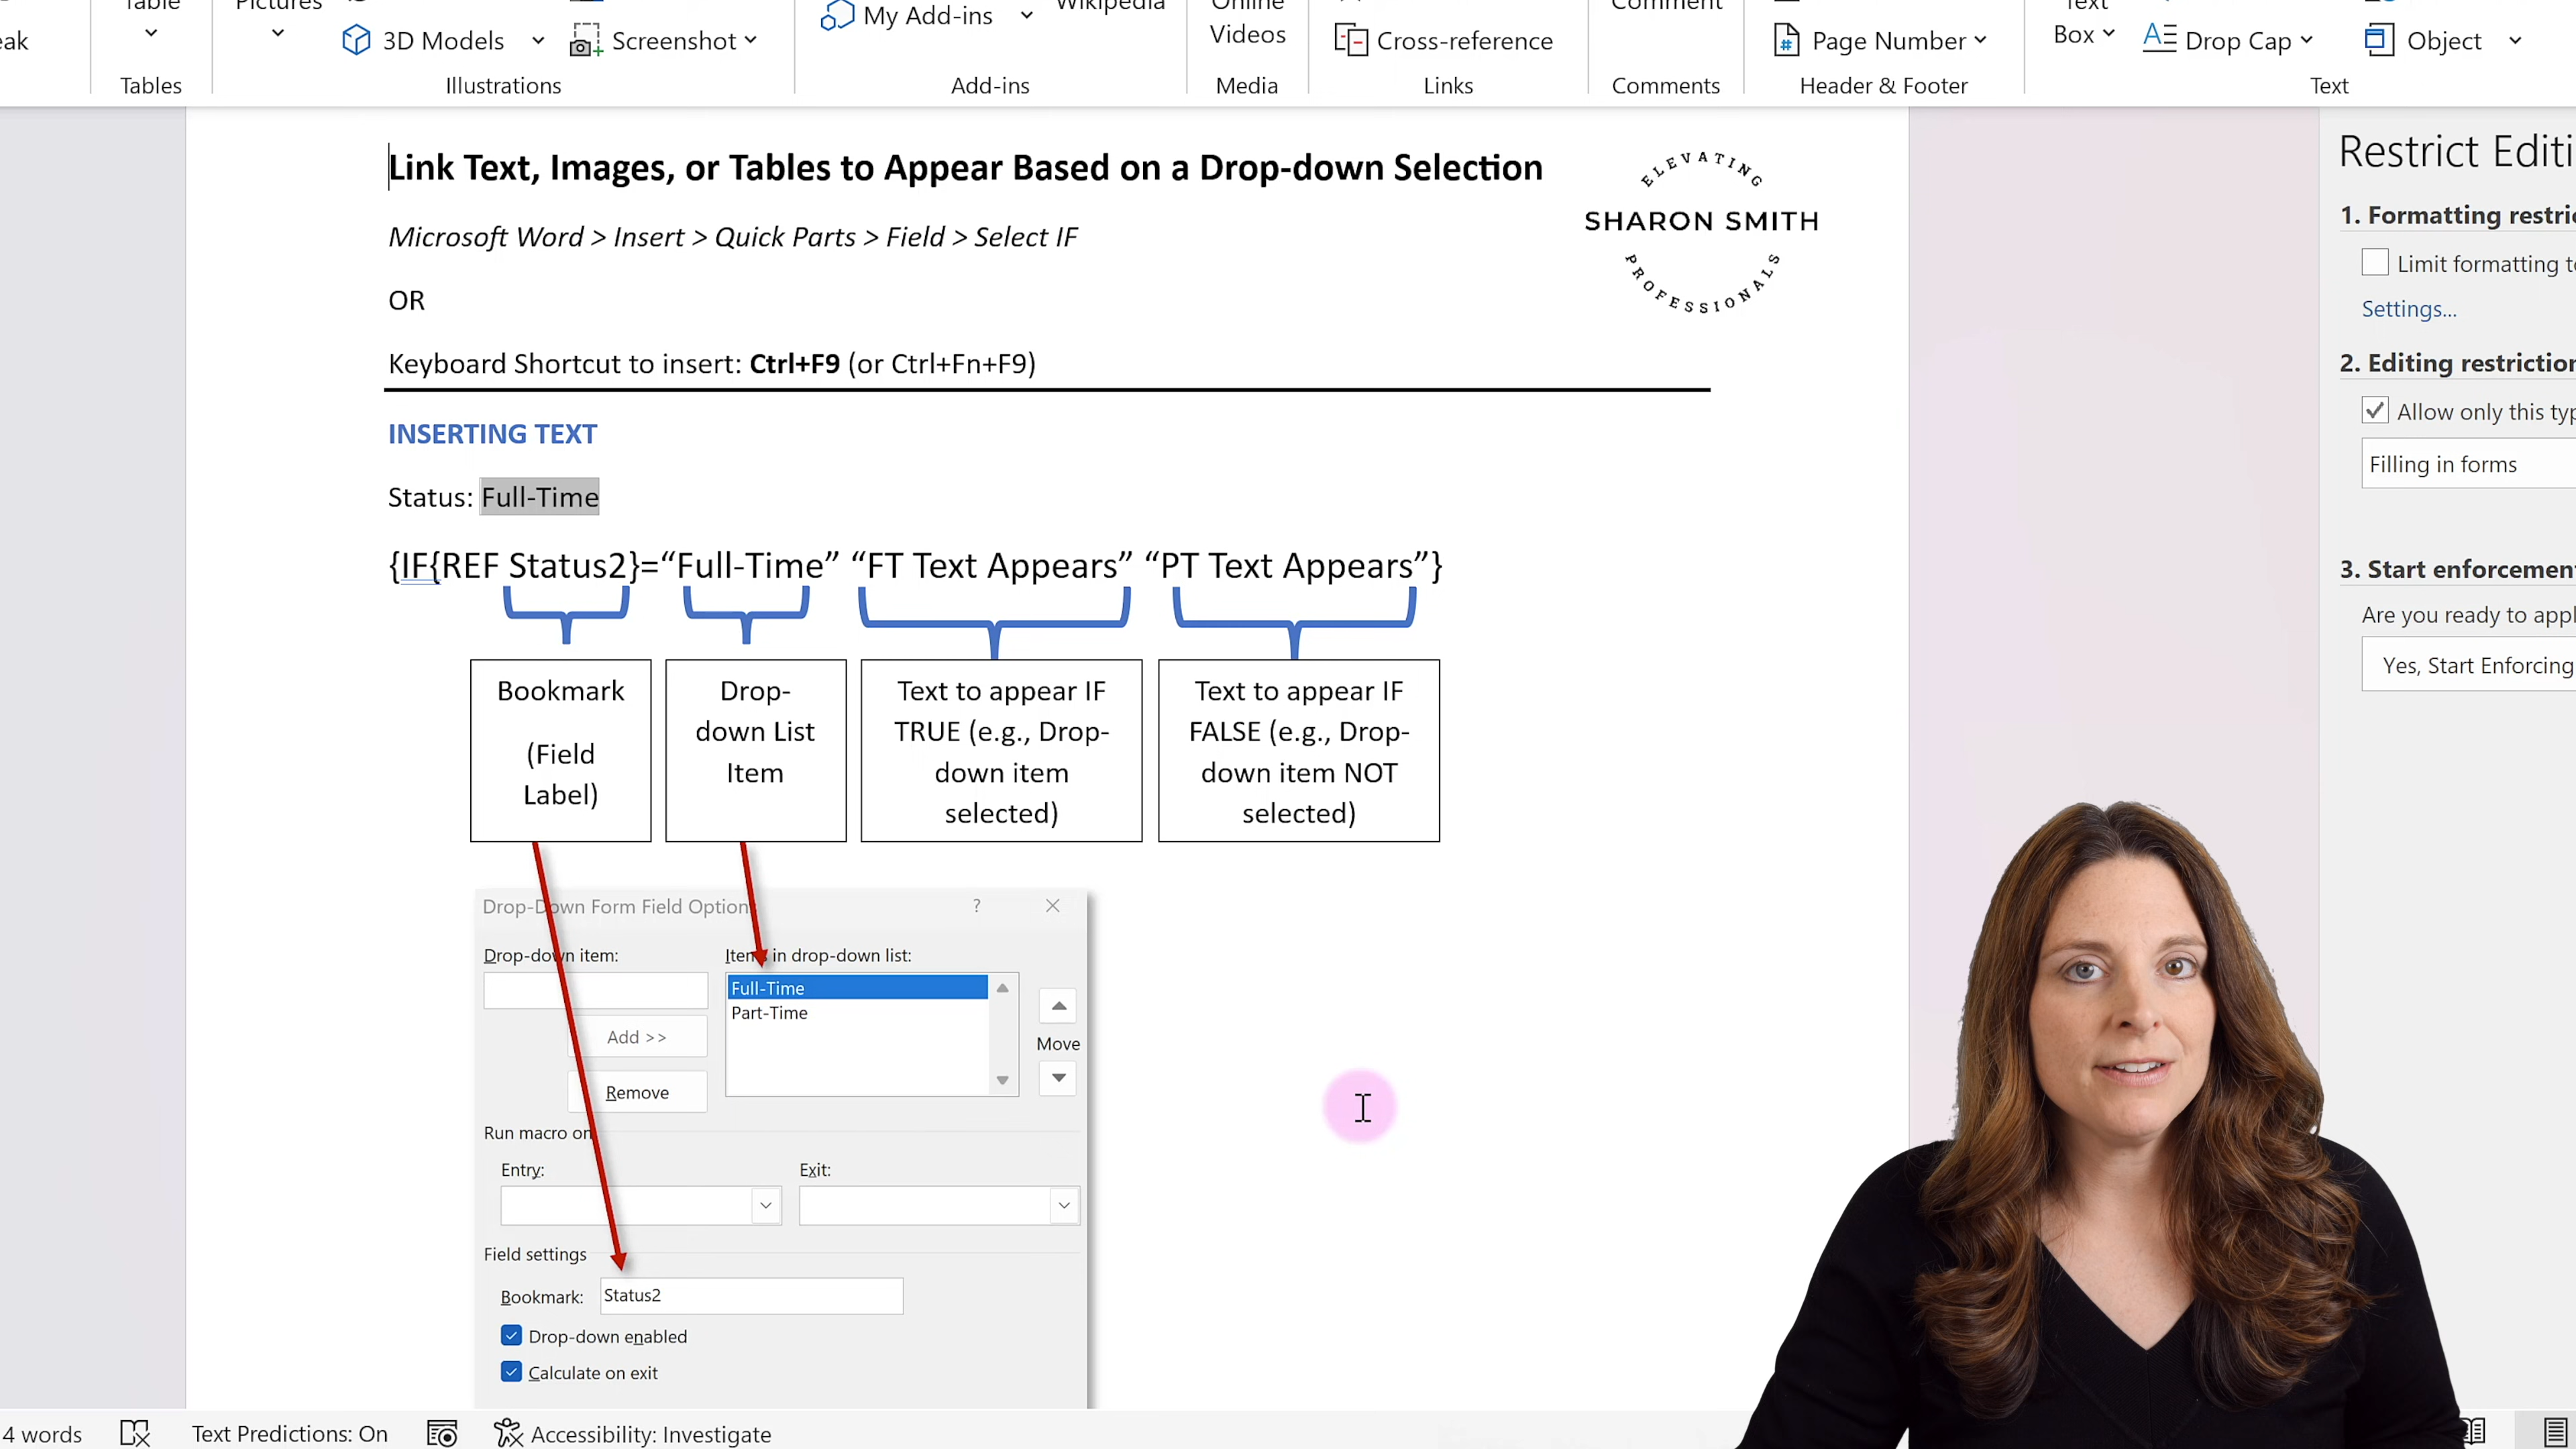 eak
Table
Pictures
3D Models
Screenshot
My Add-ins
Wikipedia
Online
Videos
Cross-reference
Comment
Page Number
Text
Box
Drop Cap
Object
Tables
Illustrations
Add-ins
Media
Links
Comments
Header & Footer
Text
Link Text, Images, or Tables to Appear Based on a Drop-down Selection
Microsoft Word > Insert > Quick Parts > Field > Select IF
OR
Keyboard Shortcut to insert: Ctrl+F9 (or Ctrl+Fn+F9)
ELEVATING
SHARON SMITH
PROFESSIONALS
INSERTING TEXT
Status: Full-Time
{IF{REF Status2}=“Full-Time” “FT Text Appears” “PT Text Appears”}
Bookmark
(Field
Label)
Drop-
down List
Item
Text to appear IF
TRUE (e.g., Drop-
down item
selected)
Text to appear IF
FALSE (e.g., Drop-
down item NOT
selected)
Drop-Down Form Field Option
?
Drop-down item:
Items in drop-down list:
Full-Time
Part-Time
Add >>
Remove
Move
Run macro on
Entry:
Exit:
Field settings
Bookmark: Status2
Drop-down enabled
Calculate on exit
Restrict Editi
1. Formatting restric
Limit formatting to
Settings...
2. Editing restriction
Allow only this typ
Filling in forms
3. Start enforcement
Are you ready to appl
Yes, Start Enforcing
4 words
Text Predictions: On
Accessibility: Investigate